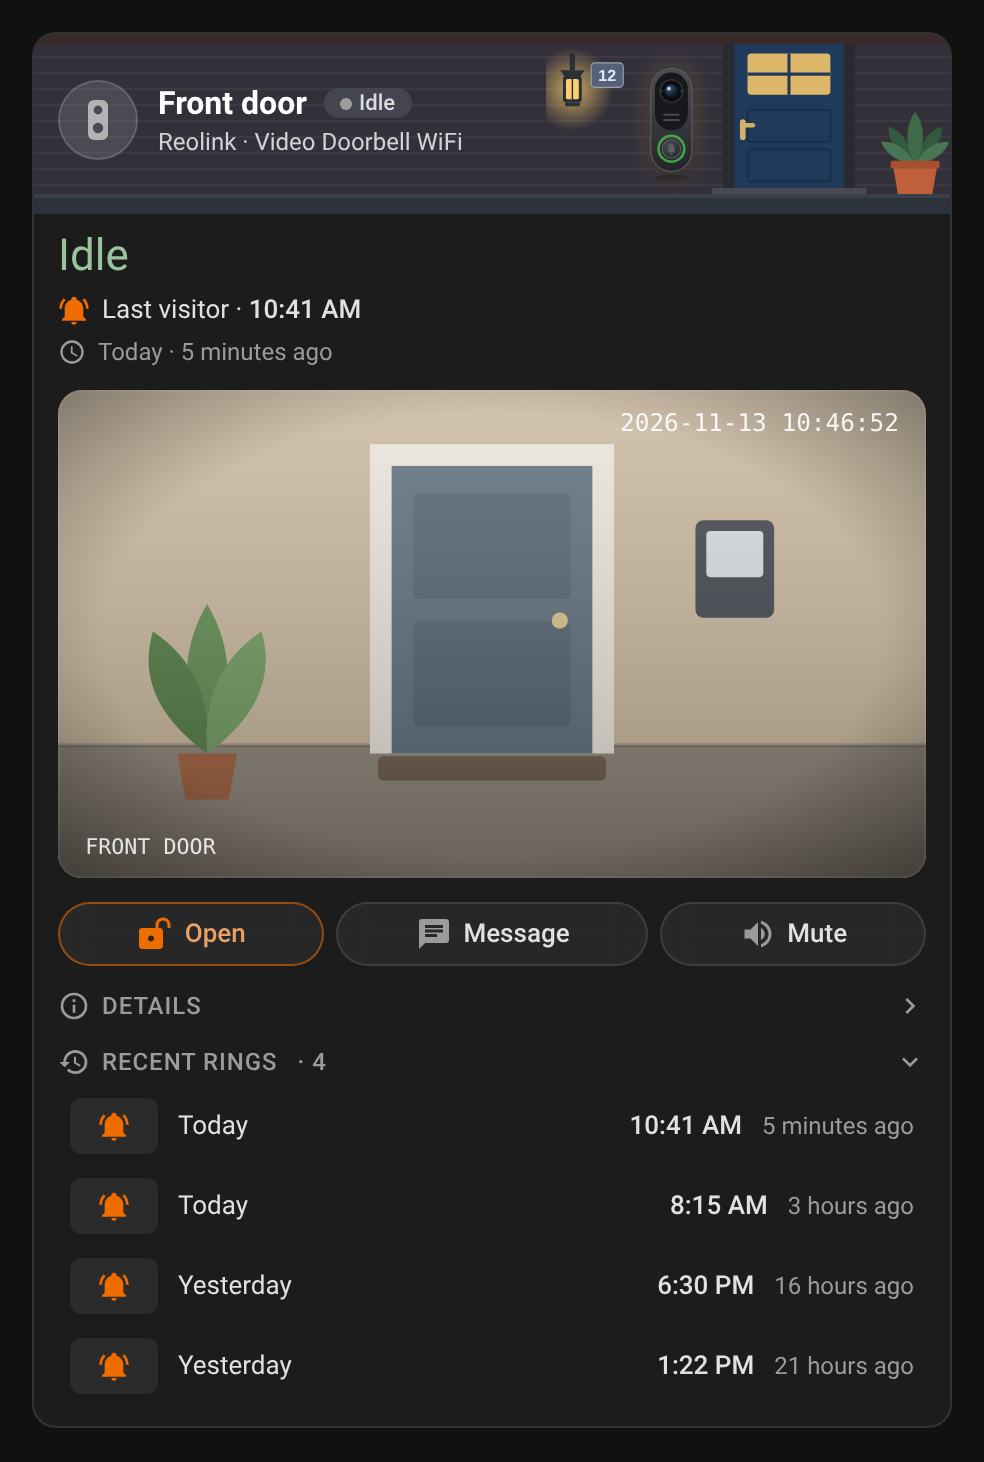 Front door
Idle
12
Reolink · Video Doorbell WiFi
Idle
Last visitor · 10:41 AM
Today · 5 minutes ago
2026-11-13 10:46:52
FRONT DOOR
Open
Message
Mute
DETAILS
RECENT RINGS · 4
Today 10:41 AM 5 minutes ago
Today 8:15 AM 3 hours ago
Yesterday 6:30 PM 16 hours ago
Yesterday 1:22 PM 21 hours ago